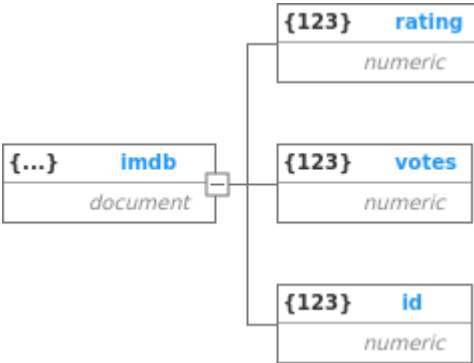 {123} rating
numeric
{...} imdb
document
{123} votes
numeric
{123} id
numeric